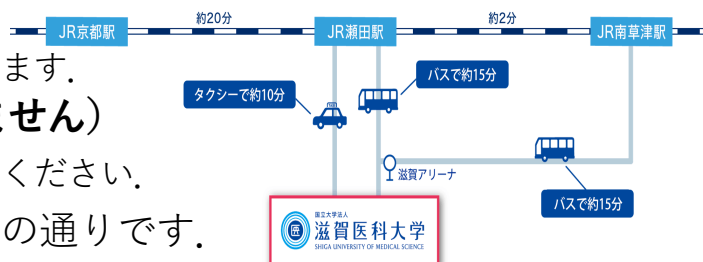 約20分
約2分
JR京都駅
JR瀬田駅
JR南草津駅
ます.
バスで約15分
タクシーで約10分
せん）
ください.
滋賀アリーナ
バスで約15分
の通りです.
国立大学法人
滋賀医科大学
SHIGA UNIVERSITY OF MEDICAL SCIENCE